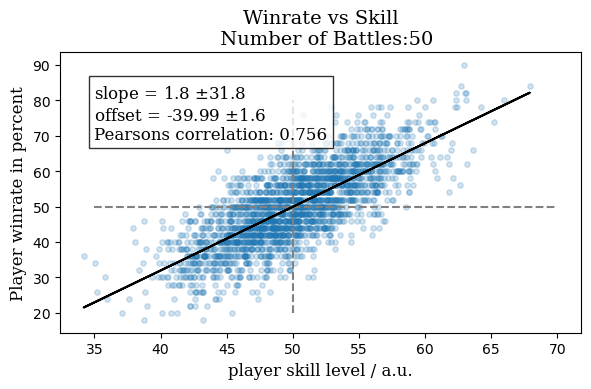 Winrate vs Skill
Number of Battles:50
Player winrate in percent
90
80
70
60
50
40
30
20
slope = 1.8 ±31.8
offset = -39.99 ±1.6
Pearsons correlation: 0.756
35 40 45 50 55 60 65 70
player skill level / a.u.